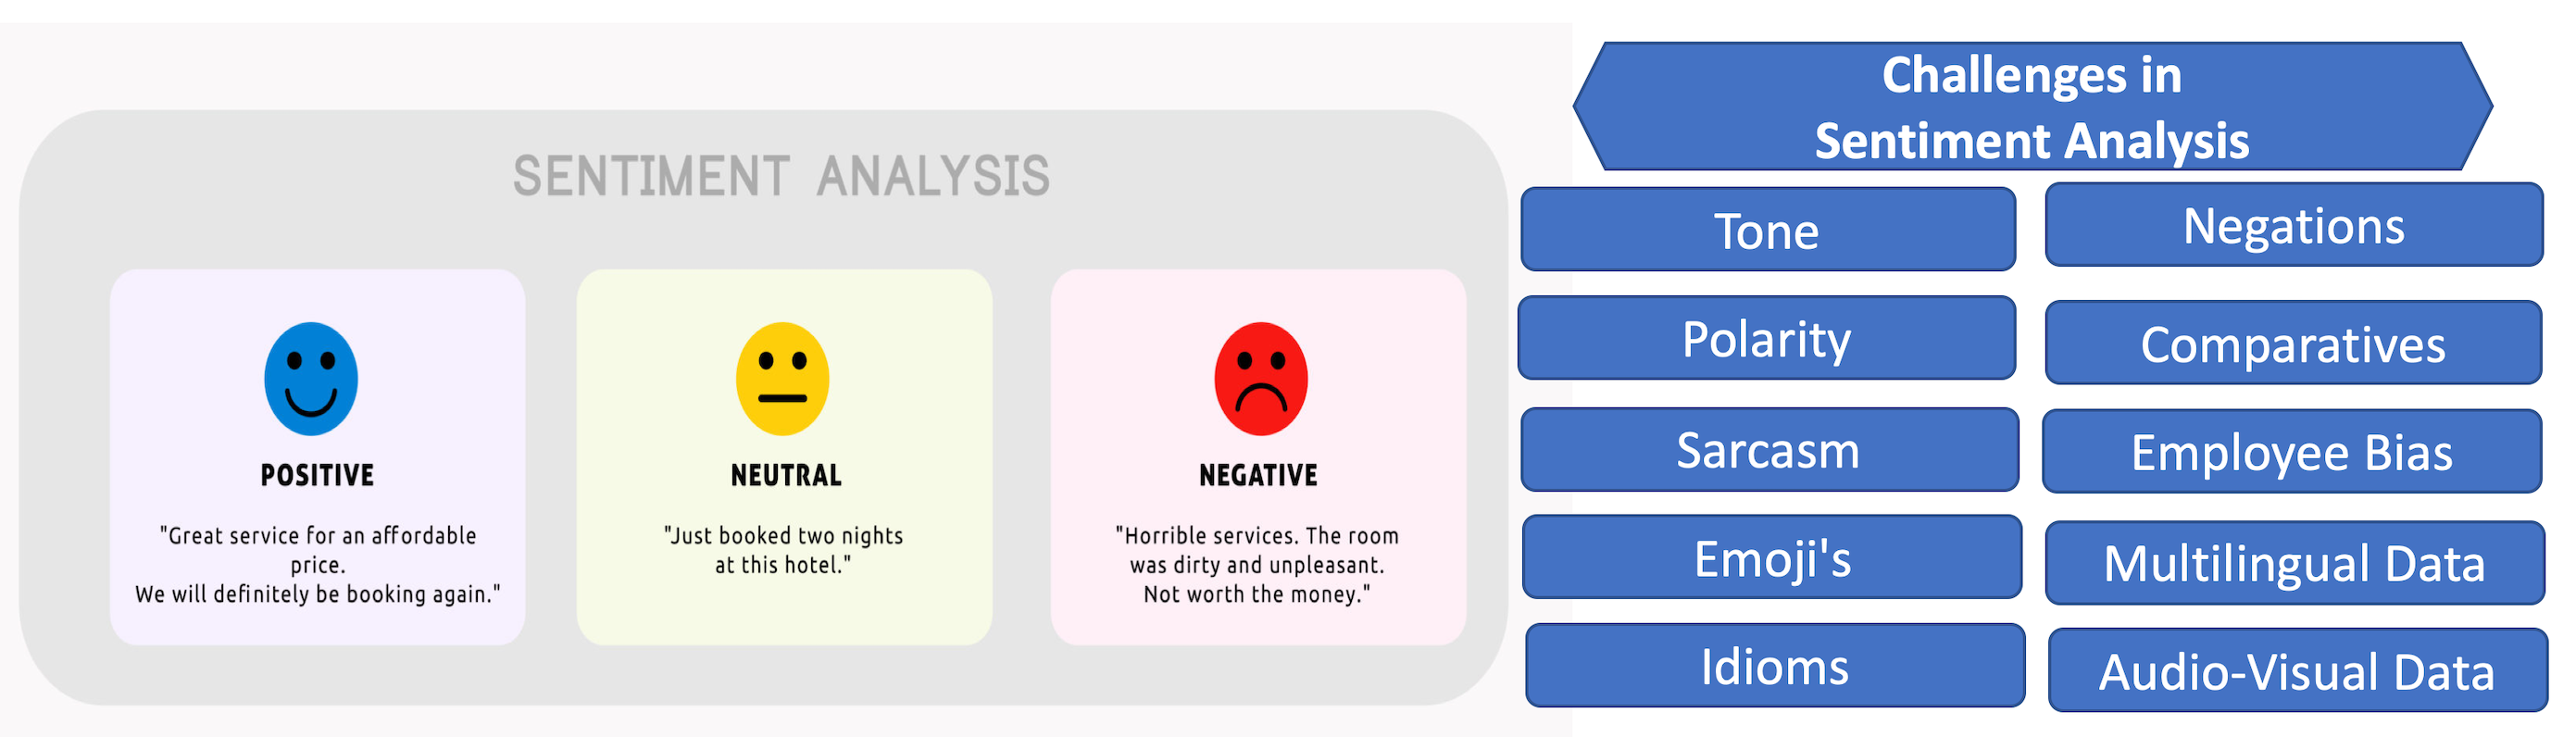 SENTIMENT ANALYSIS
POSITIVE
"Great service for an affordable
price.
We will definitely be booking again."
NEUTRAL
"Just booked two nights
at this hotel."
NEGATIVE
"Horrible services. The room
was dirty and unpleasant.
Not worth the money."
Challenges in
Sentiment Analysis
Tone
Negations
Polarity
Comparatives
Sarcasm
Employee Bias
Emoji's
Multilingual Data
Idioms
Audio-Visual Data